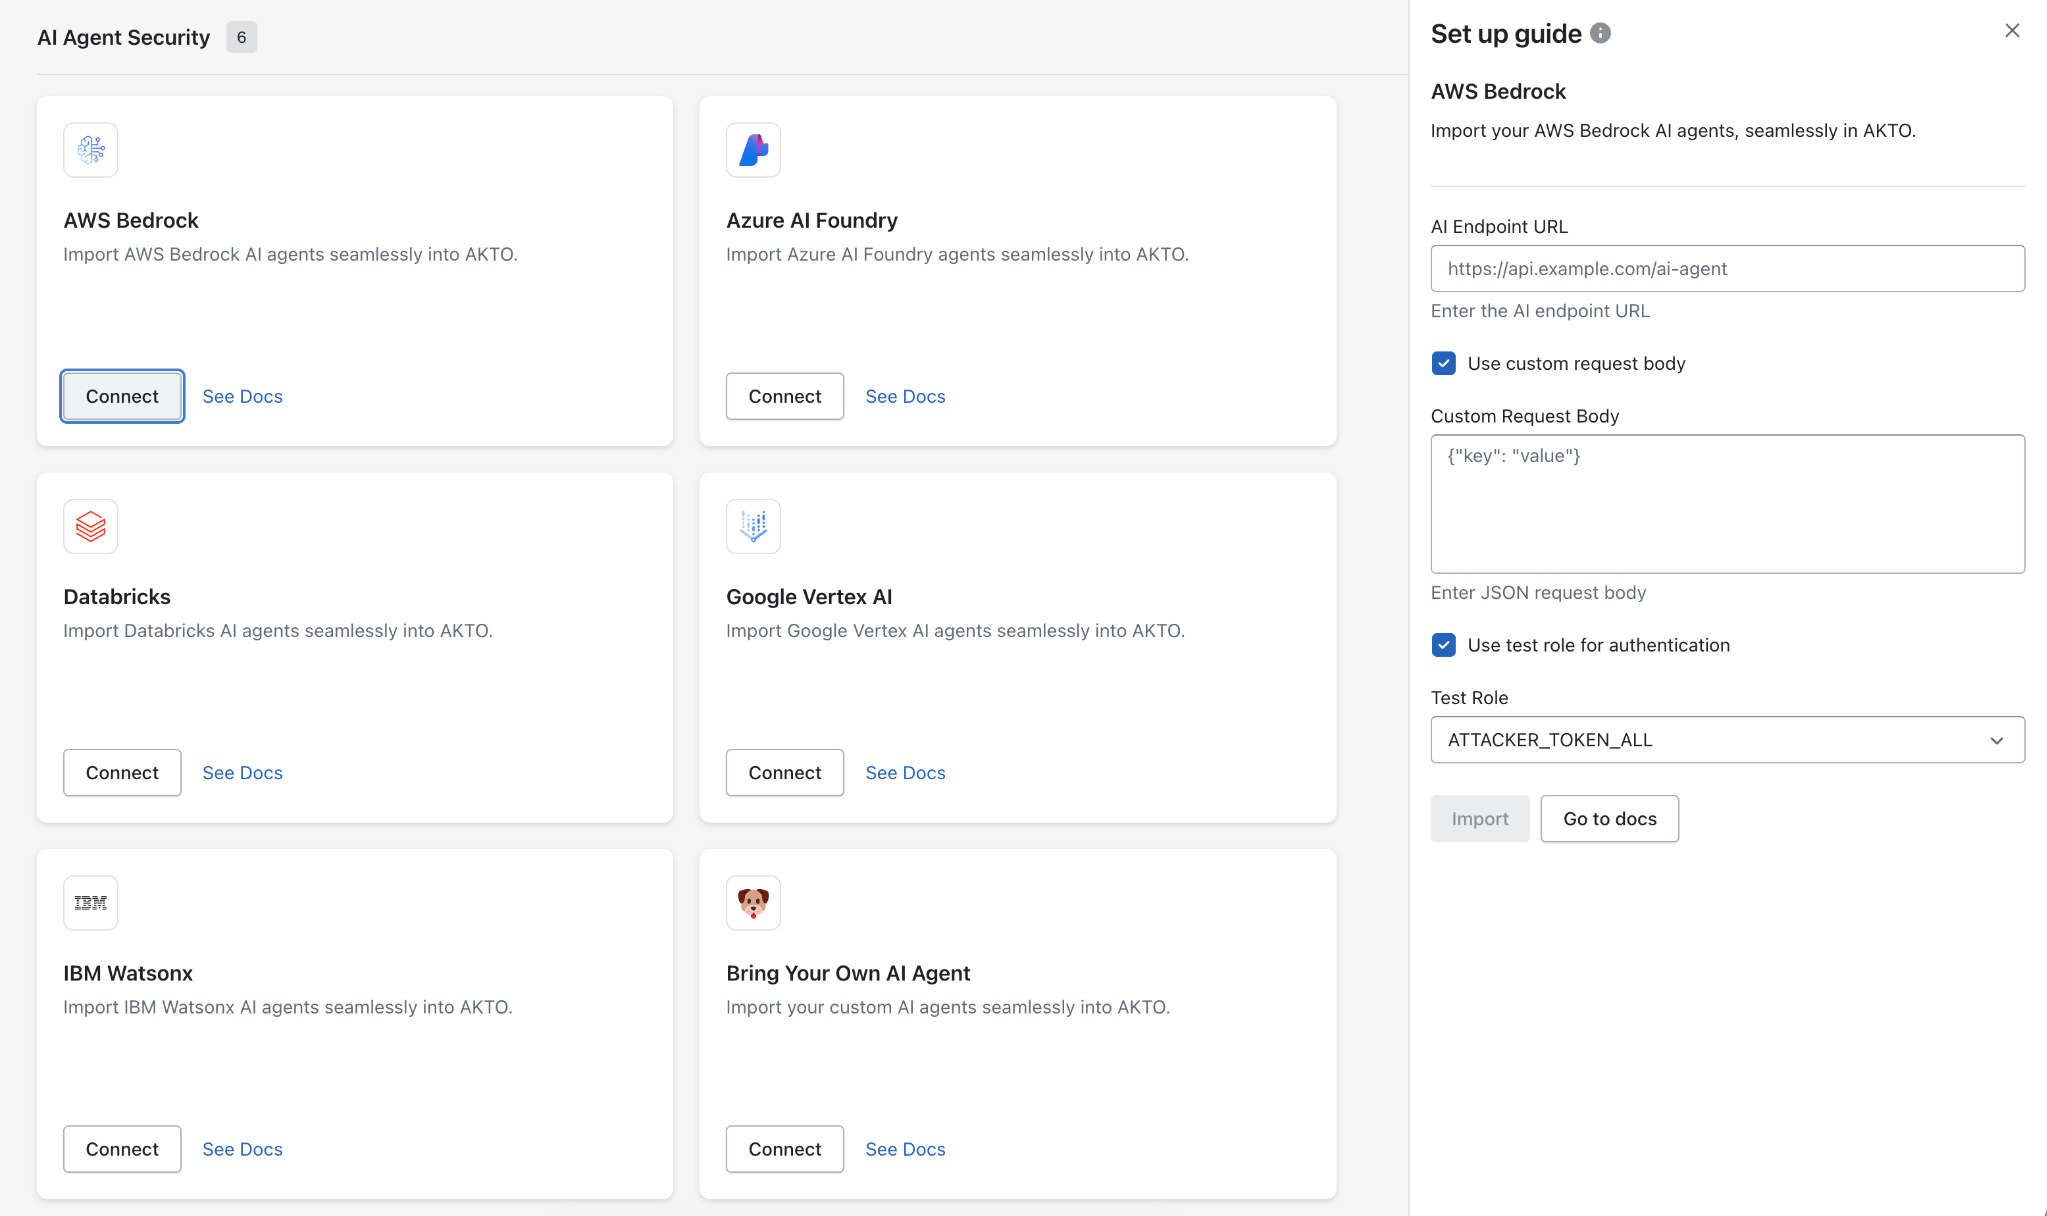 AI Agent Security 6
AWS Bedrock
Import AWS Bedrock AI agents seamlessly into AKTO.
Connect See Docs
Azure AI Foundry
Import Azure AI Foundry agents seamlessly into AKTO.
Connect See Docs
Databricks
Import Databricks AI agents seamlessly into AKTO.
Connect See Docs
Google Vertex AI
Import Google Vertex AI agents seamlessly into AKTO.
Connect See Docs
IBM
IBM Watsonx
Import IBM Watsonx AI agents seamlessly into AKTO.
Connect See Docs
Bring Your Own AI Agent
Import your custom AI agents seamlessly into AKTO.
Connect See Docs
Set up guide
AWS Bedrock
Import your AWS Bedrock AI agents, seamlessly in AKTO.
AI Endpoint URL
https://api.example.com/ai-agent
Enter the AI endpoint URL
Use custom request body
Custom Request Body
{"key": "value"}
Enter JSON request body
Use test role for authentication
Test Role
ATTACKER_TOKEN_ALL
Import Go to docs